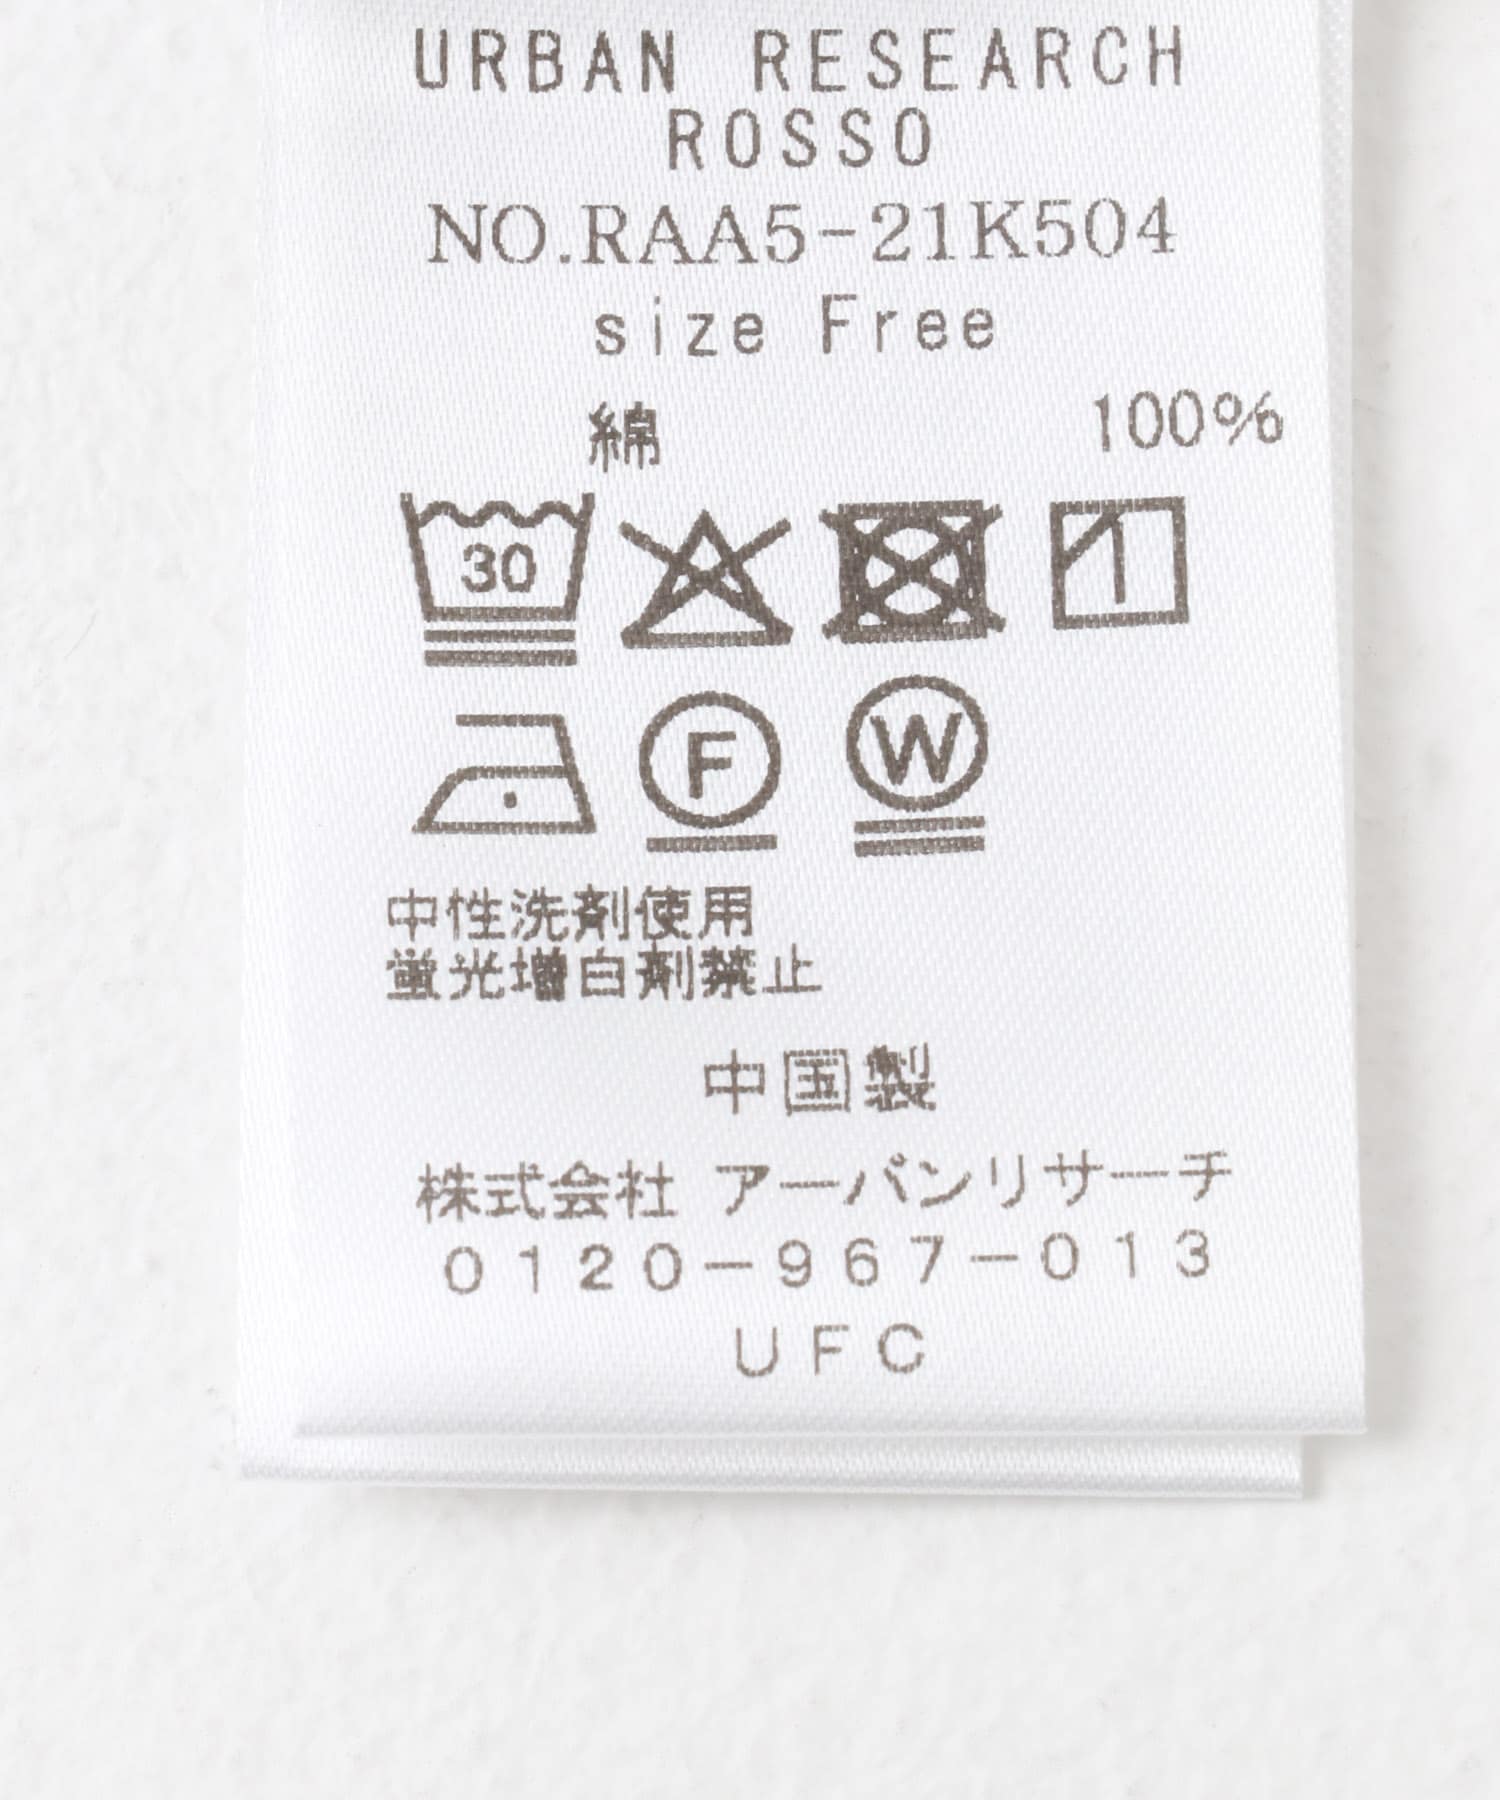 URBAN RESEARCH
ROSSO
NO.RAA5-21K504
size Free
綿 100%
30
F W
中性洗剤使用
蛍光増白剤禁止
中国製
株式会社 アーバンリサーチ
0120-967-013
UFC